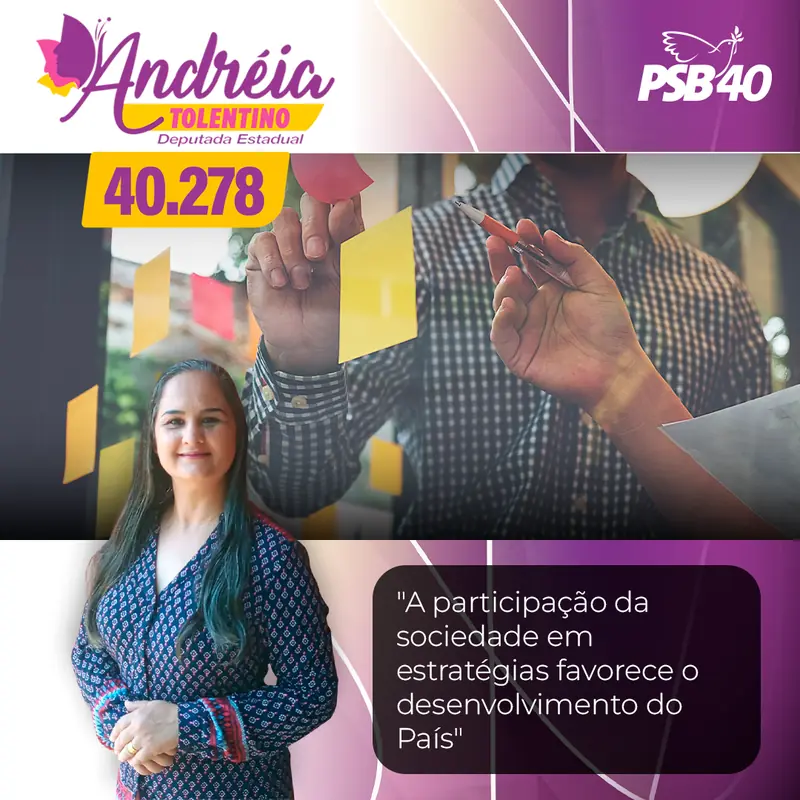 Andréia
TOLENTINO
Deputada Estadual
PSB 40
40.278
"A participação da
sociedade em
estratégias favorece o
desenvolvimento do
País"